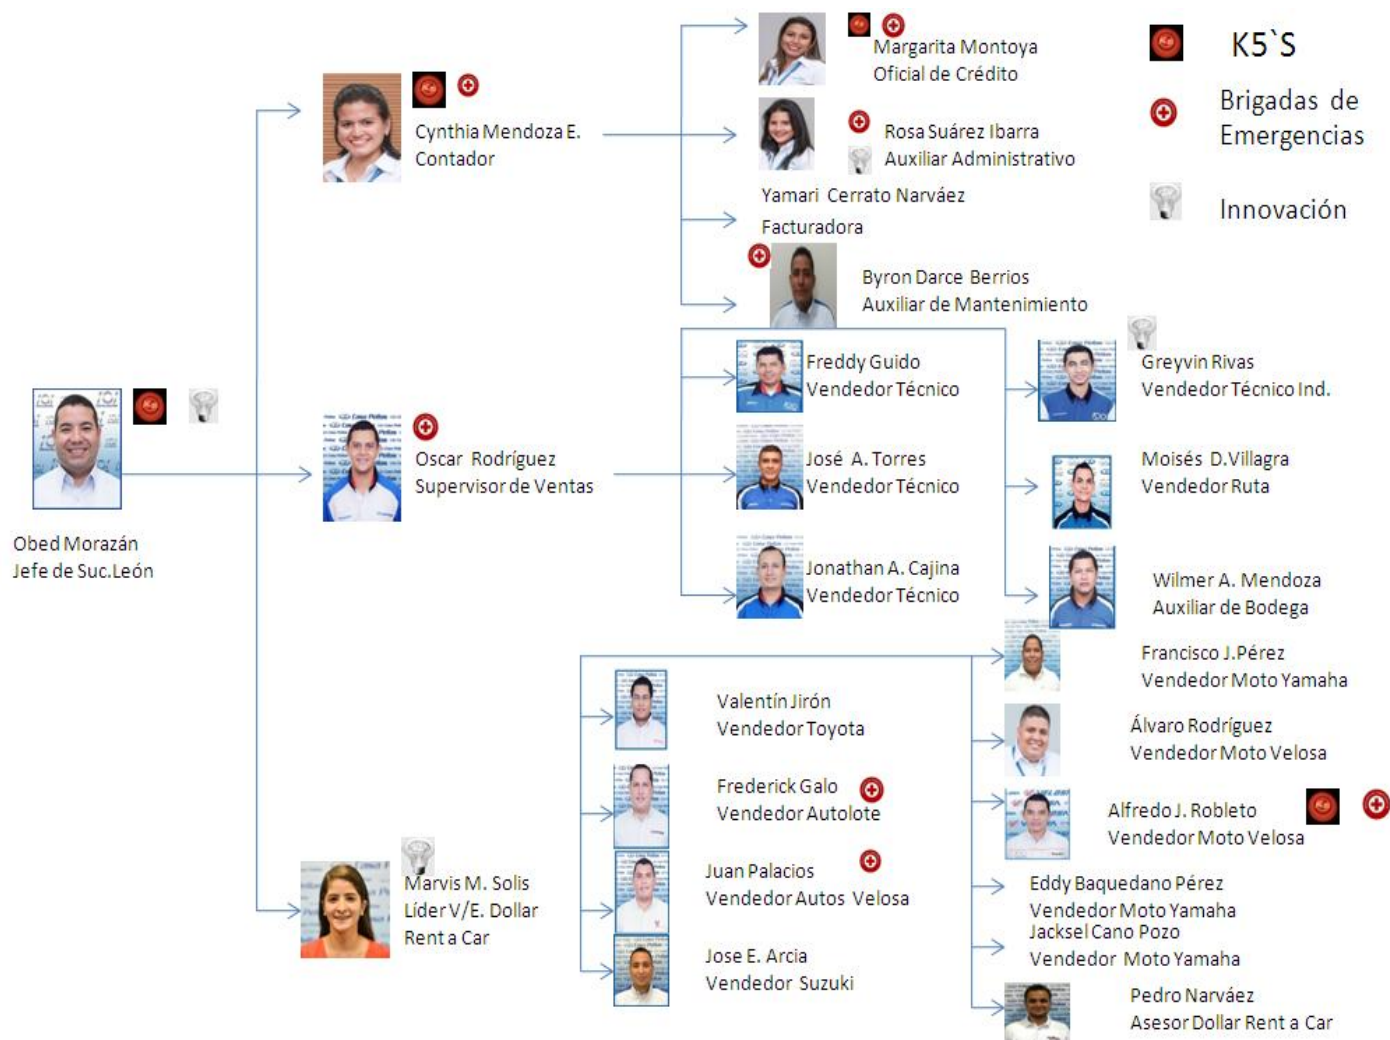 K5`S
Brigadas de
Emergencias
Innovación
Obed Morazán
Jefe de Suc.León
Cynthia Mendoza E.
Contador
Margarita Montoya
Oficial de Crédito
Rosa Suárez Ibarra
Auxiliar Administrativo
Yamari Cerrato Narváez
Facturadora
Byron Darce Berrios
Auxiliar de Mantenimiento
Oscar Rodríguez
Supervisor de Ventas
Freddy Guido
Vendedor Técnico
José A. Torres
Vendedor Técnico
Jonathan A. Cajina
Vendedor Técnico
Greyvin Rivas
Vendedor Técnico Ind.
Moisés D.Villagra
Vendedor Ruta
Wilmer A. Mendoza
Auxiliar de Bodega
Marvis M. Solis
Líder V/E. Dollar
Rent a Car
Valentín Jirón
Vendedor Toyota
Frederick Galo
Vendedor Autolote
Juan Palacios
Vendedor Autos Velosa
Jose E. Arcia
Vendedor Suzuki
Francisco J.Pérez
Vendedor Moto Yamaha
Álvaro Rodríguez
Vendedor Moto Velosa
Alfredo J. Robleto
Vendedor Moto Velosa
Eddy Baquedano Pérez
Vendedor Moto Yamaha
Jacksel Cano Pozo
Vendedor Moto Yamaha
Pedro Narváez
Asesor Dollar Rent a Car